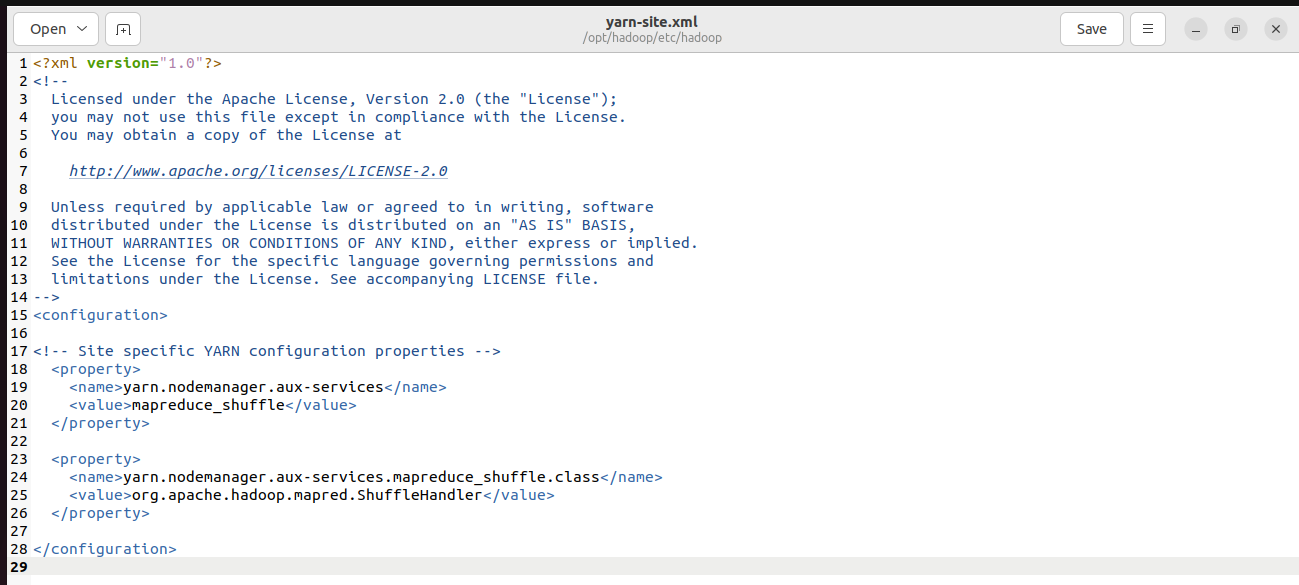 Open
yarn-site.xml
/opt/hadoop/etc/hadoop
Save
1 <?xml version="1.0"?>
2 <!--
3   Licensed under the Apache License, Version 2.0 (the "License");
4   you may not use this file except in compliance with the License.
5   You may obtain a copy of the License at
6
7     http://www.apache.org/licenses/LICENSE-2.0
8
9   Unless required by applicable law or agreed to in writing, software
10   distributed under the License is distributed on an "AS IS" BASIS,
11   WITHOUT WARRANTIES OR CONDITIONS OF ANY KIND, either express or implied.
12   See the License for the specific language governing permissions and
13   limitations under the License. See accompanying LICENSE file.
14 -->
15 <configuration>
16
17 <!-- Site specific YARN configuration properties -->
18   <property>
19     <name>yarn.nodemanager.aux-services</name>
20     <value>mapreduce_shuffle</value>
21   </property>
22
23   <property>
24     <name>yarn.nodemanager.aux-services.mapreduce_shuffle.class</name>
25     <value>org.apache.hadoop.mapred.ShuffleHandler</value>
26   </property>
27
28 </configuration>
29